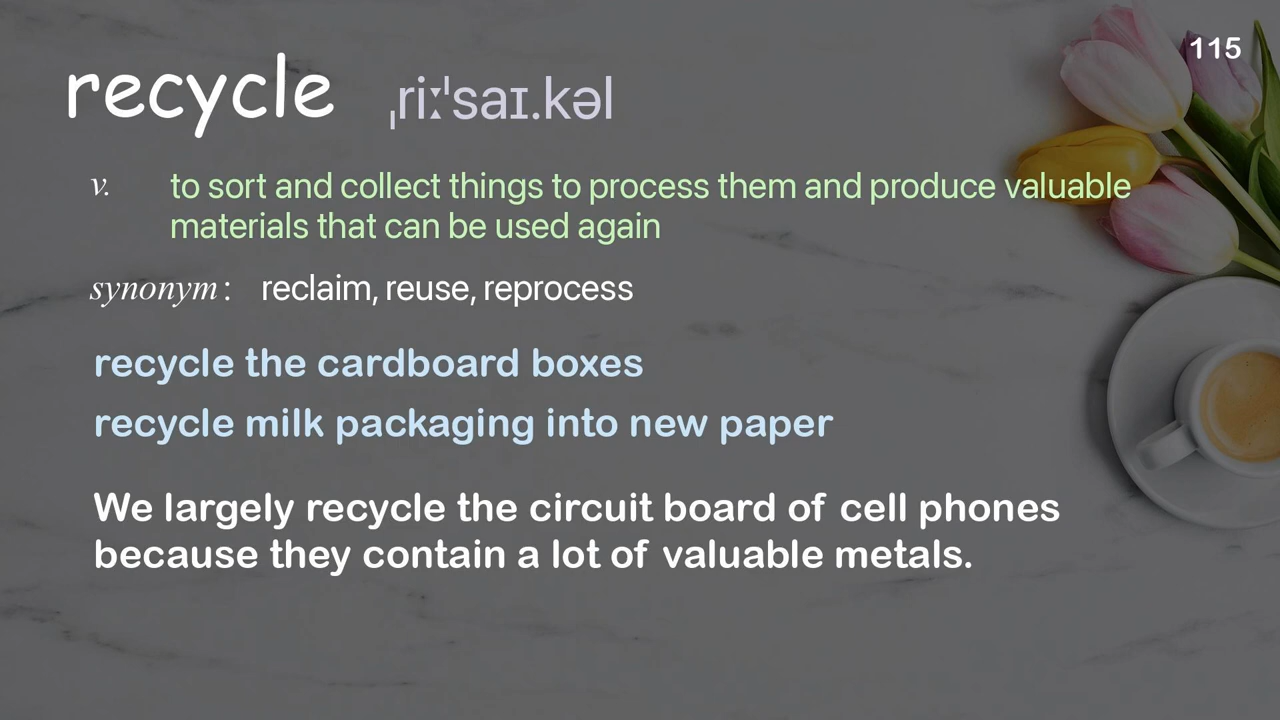 115
recycle ˌriːˈsaɪ.kəl
v. to sort and collect things to process them and produce valuable
materials that can be used again
synonym: reclaim, reuse, reprocess
recycle the cardboard boxes
recycle milk packaging into new paper
We largely recycle the circuit board of cell phones
because they contain a lot of valuable metals.